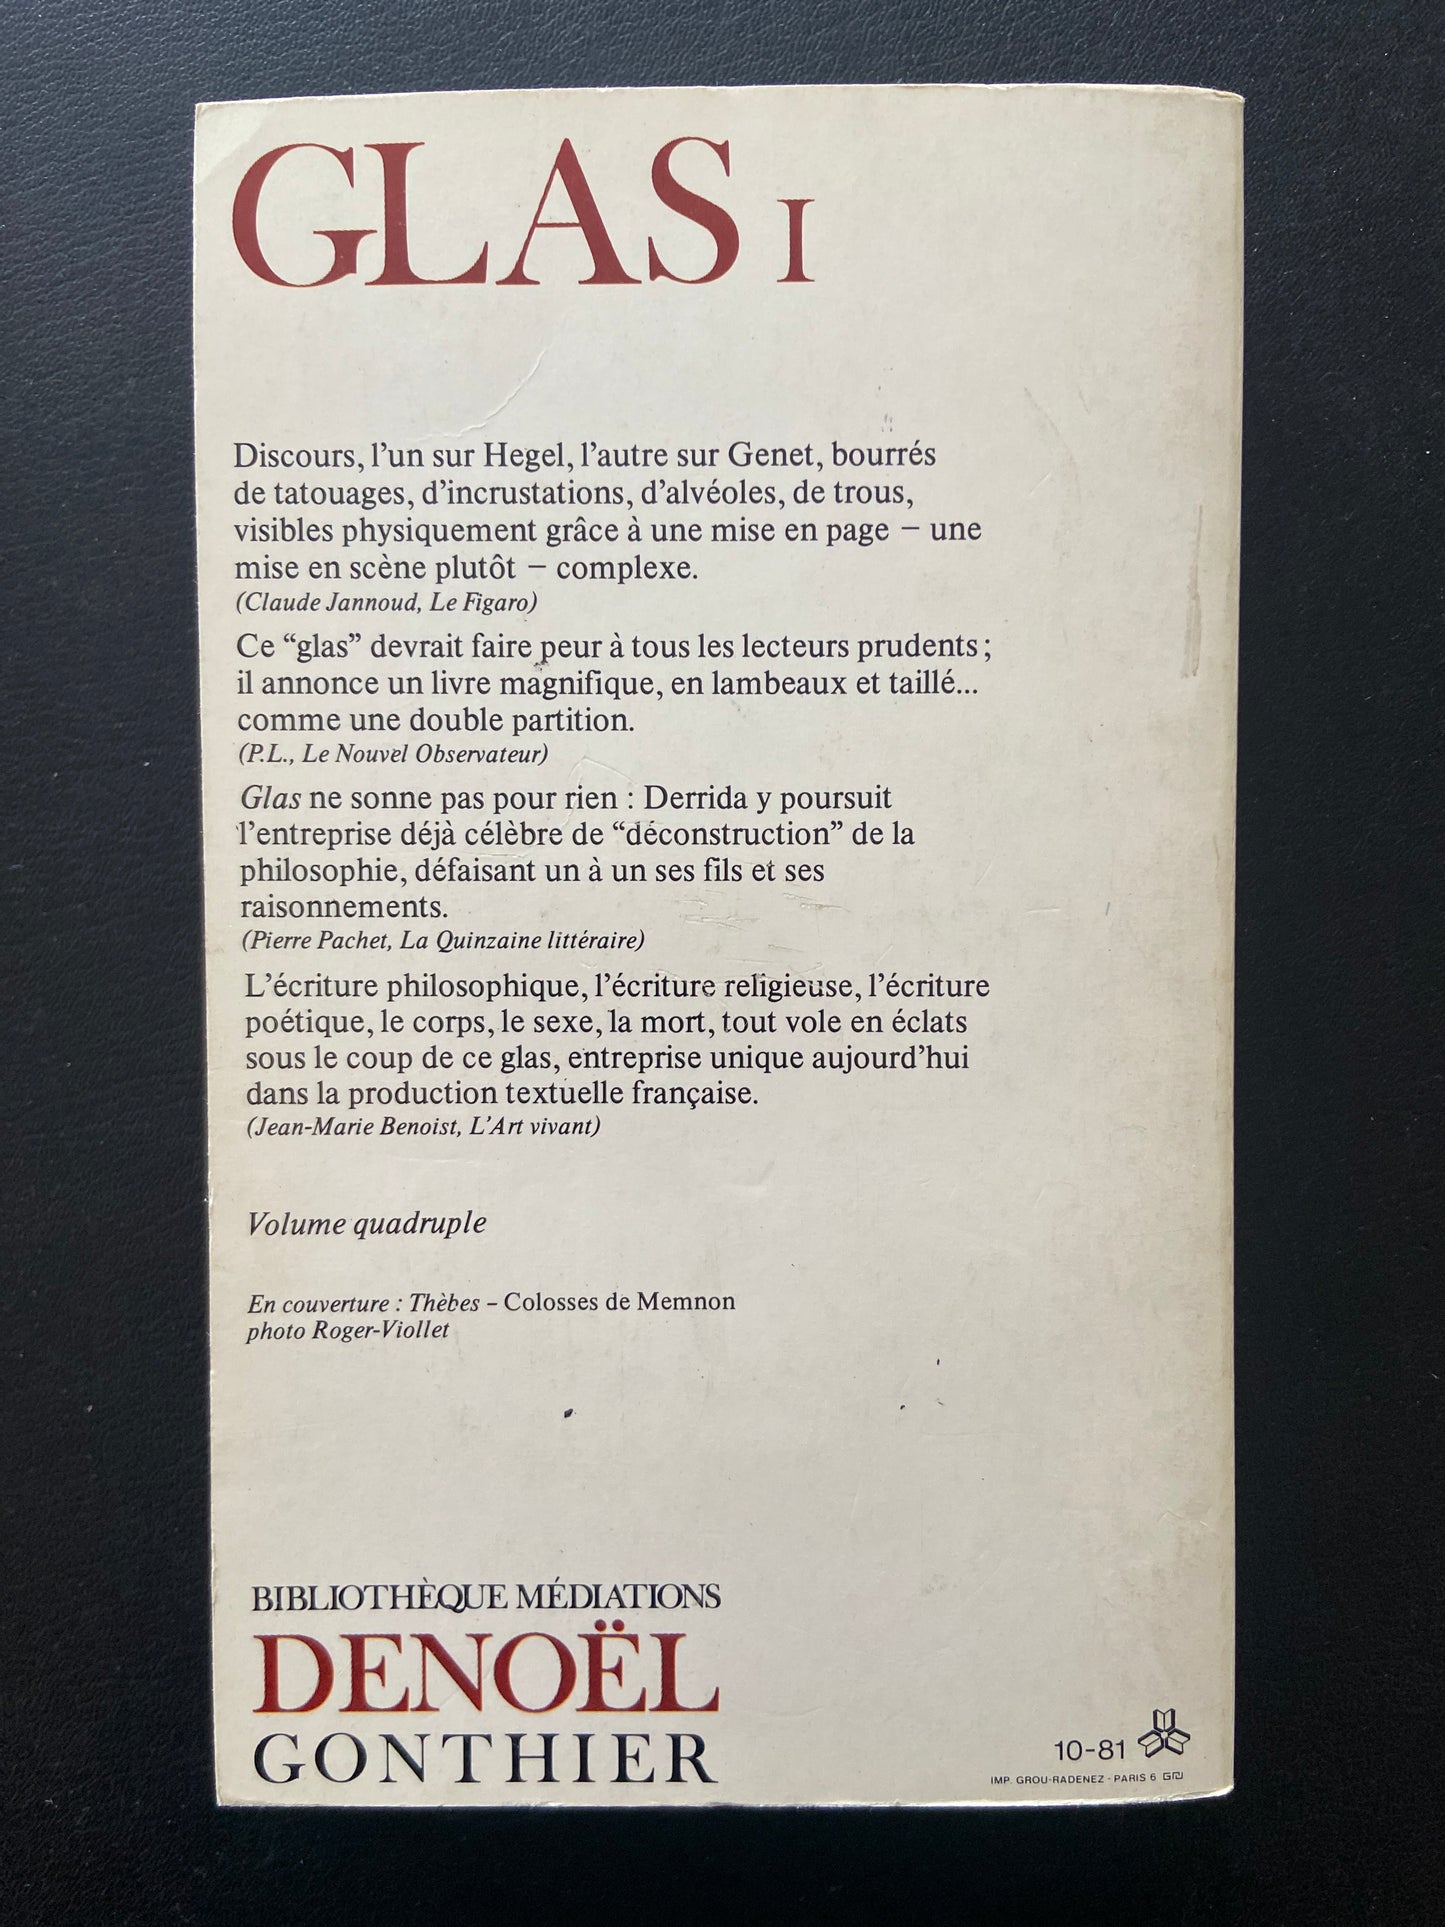 GLAS I
Discours, l’un sur Hegel, l’autre sur Genet, bourrés
de tatouages, d’incrustations, d’alvéoles, de trous,
visibles physiquement grâce à une mise en page – une
mise en scène plutôt – complexe.
(Claude Jannoud, Le Figaro)
Ce “glas” devrait faire peur à tous les lecteurs prudents ;
il annonce un livre magnifique, en lambeaux et taillé...
comme une double partition.
(P.L., Le Nouvel Observateur)
Glas ne sonne pas pour rien : Derrida y poursuit
l’entreprise déjà célèbre de “déconstruction” de la
philosophie, défaisant un à un ses fils et ses
raisonnements.
(Pierre Pachet, La Quinzaine littéraire)
L’écriture philosophique, l’écriture religieuse, l’écriture
poétique, le corps, le sexe, la mort, tout vole en éclats
sous le coup de ce glas, entreprise unique aujourd’hui
dans la production textuelle française.
(Jean-Marie Benoist, L’Art vivant)
Volume quadruple
En couverture : Thèbes – Colosses de Memnon
photo Roger-Viollet
BIBLIOTHÈQUE MÉDIATIONS
DENOËL
GONTHIER
10-81
IMP. GROU-RADENEZ - PARIS 6